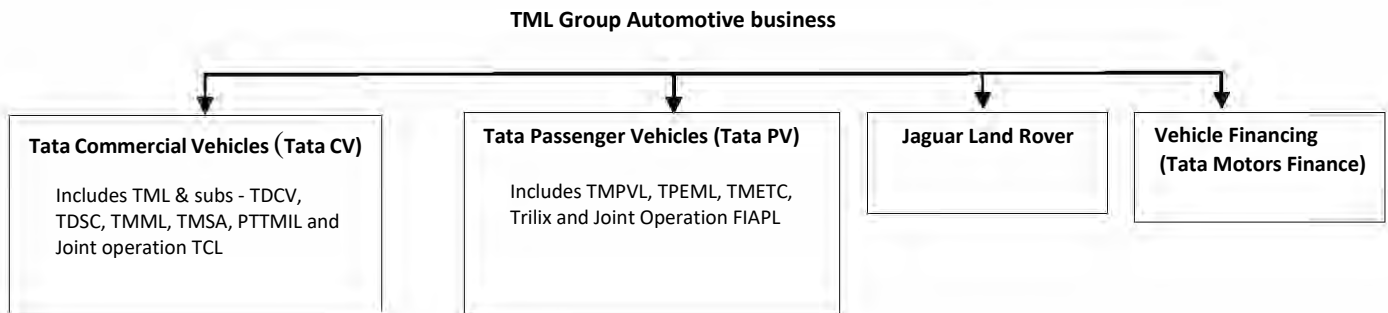 TML Group Automotive business
Tata Commercial Vehicles (Tata CV)
Includes TML & subs - TDCV,
TDSC, TMML, TMSA, PTTMIL and
Joint operation TCL
Tata Passenger Vehicles (Tata PV)
Includes TMPVL, TPEML, TMETC,
Trilix and Joint Operation FIAPL
Jaguar Land Rover
Vehicle Financing
(Tata Motors Finance)